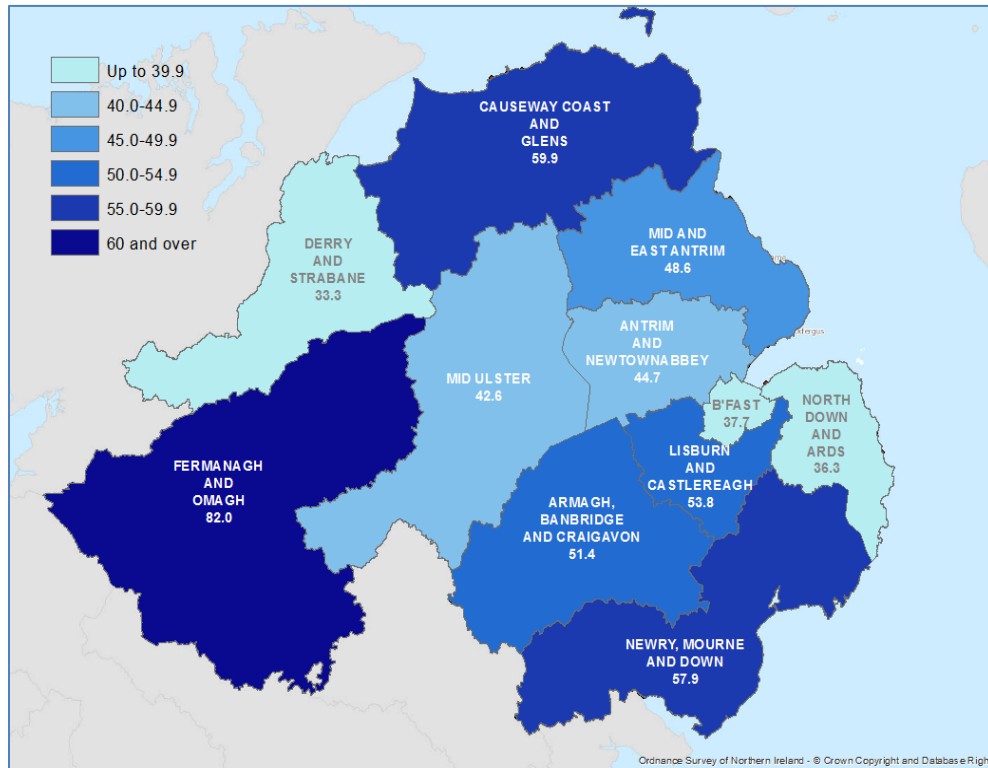 Up to 39.9
40.0-44.9
45.0-49.9
50.0-54.9
55.0-59.9
60 and over
CAUSEWAY COAST
AND
GLENS
59.9
DERRY
AND
STRABANE
33.3
MID AND
EAST ANTRIM
48.6
ANTRIM
AND
NEWTOWNABBEY
44.7
MID ULSTER
42.6
B'FAST
37.7
NORTH
DOWN
AND
ARDS
36.3
LISBURN
AND
CASTLEREAGH
53.8
FERMANAGH
AND
OMAGH
82.0
ARMAGH,
BANBRIDGE
AND CRAIGAVON
51.4
NEWRY, MOURNE
AND DOWN
57.9
Ordnance Survey of Northern Ireland - © Crown Copyright and Database Righ